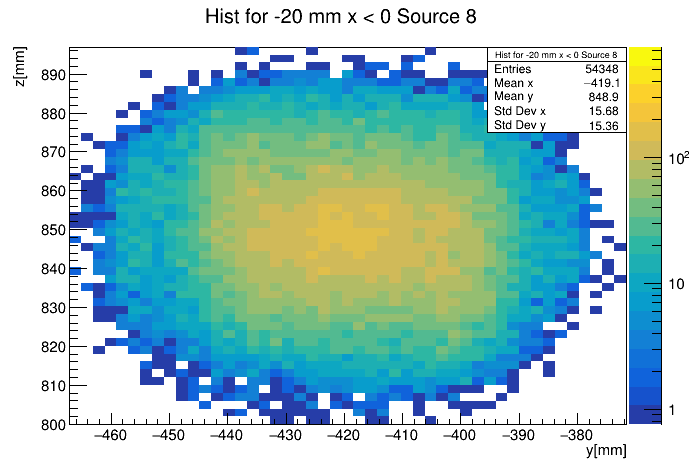 Hist for -20 mm x < 0 Source 8
z[mm]
Hist for -20 mm x < 0 Source 8
Entries 54348
Mean x −419.1
Mean y 848.9
Std Dev x 15.68
Std Dev y 15.36
890
880
870
860
850
840
830
820
810
800
−460 −450 −440 −430 −420 −410 −400 −390 −380
y[mm]
10²
10
1